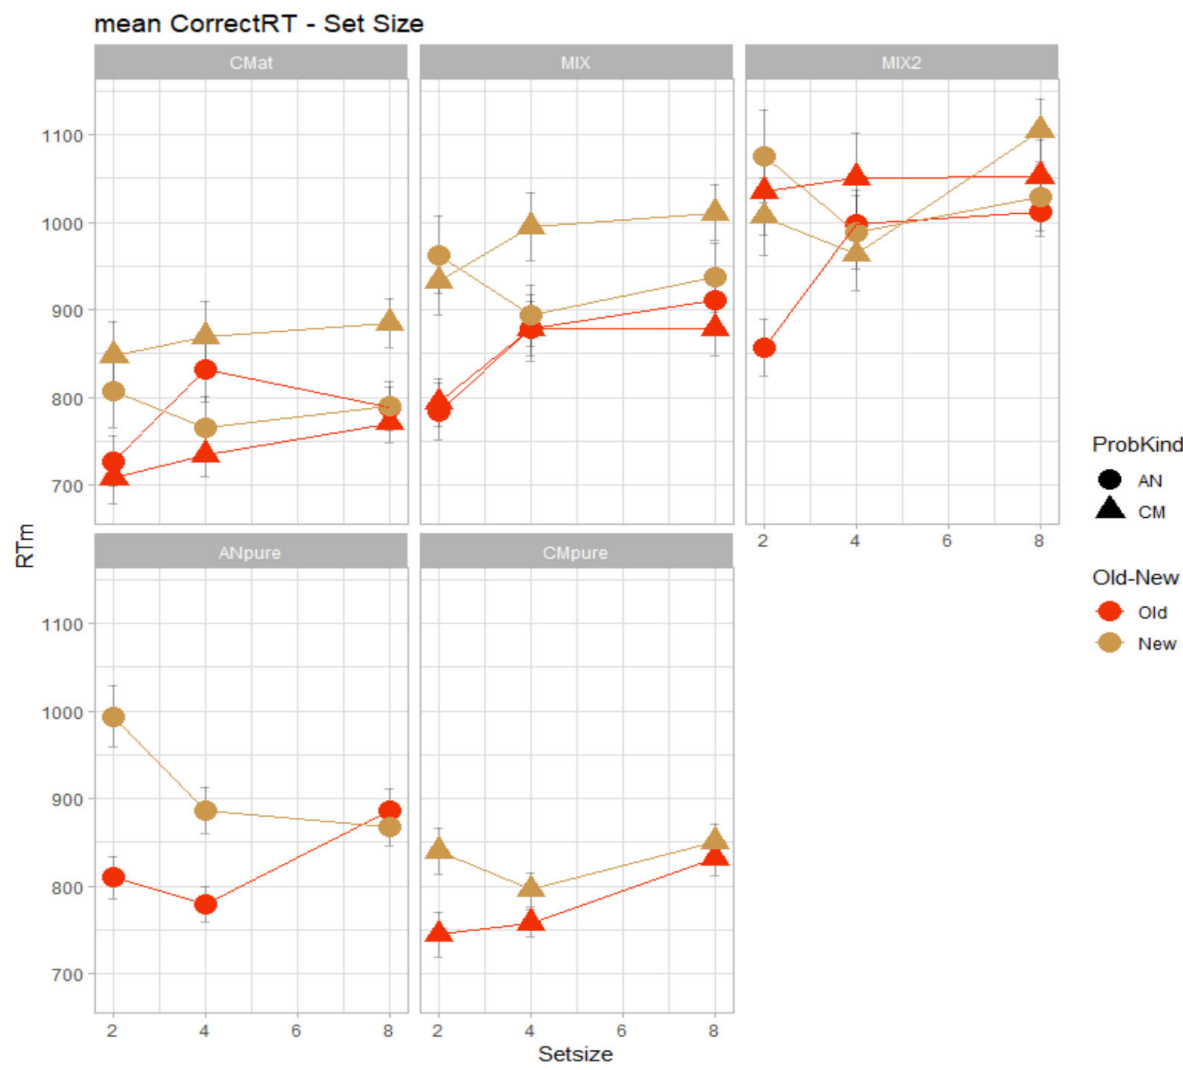 mean CorrectRT - Set Size
CMat MIX MIX2
1100
1000
900
800
700
2 4 6 8
ANpure CMpure
1100
1000
900
800
700
2 4 6 8 2 4 6 8
Setsize
RTm
ProbKind
AN
CM
Old-New
Old
New